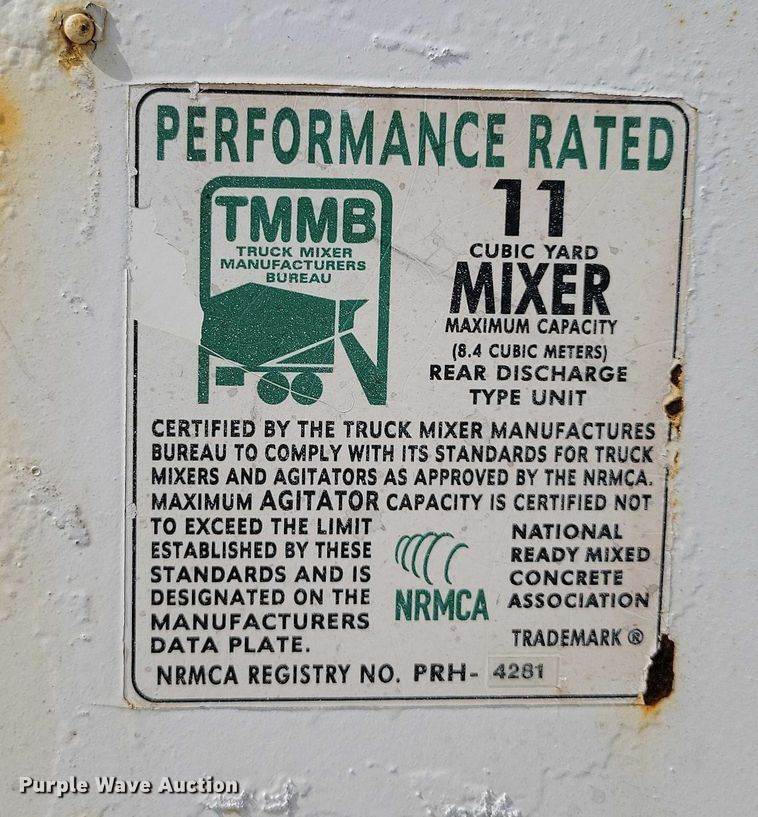 PERFORMANCE RATED
TMMB
TRUCK MIXER
MANUFACTURERS
BUREAU
11
CUBIC YARD
MIXER
MAXIMUM CAPACITY
(8.4 CUBIC METERS)
REAR DISCHARGE
TYPE UNIT
CERTIFIED BY THE TRUCK MIXER MANUFACTURES
BUREAU TO COMPLY WITH ITS STANDARDS FOR TRUCK
MIXERS AND AGITATORS AS APPROVED BY THE NRMCA.
MAXIMUM AGITATOR CAPACITY IS CERTIFIED NOT
TO EXCEED THE LIMIT
ESTABLISHED BY THESE
STANDARDS AND IS
DESIGNATED ON THE
MANUFACTURERS
DATA PLATE.
NRMCA
NATIONAL
READY MIXED
CONCRETE
ASSOCIATION
TRADEMARK ®
NRMCA REGISTRY NO. PRH- 4281
Purple Wave Auction